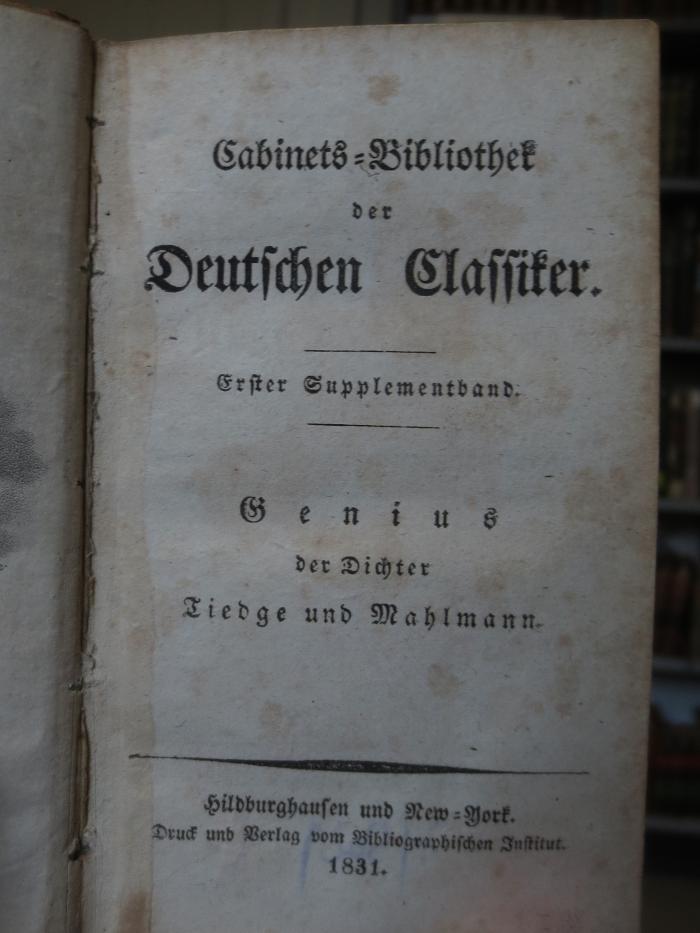 Cabinets=Bibliothek
der
Deutschen Classiker.
Erster Supplementband.
Genius
der Dichter
Tiedge und Mahlmann.
Hildburghausen und New=York.
Druck und Verlag vom Bibliographischen Institut.
1831.